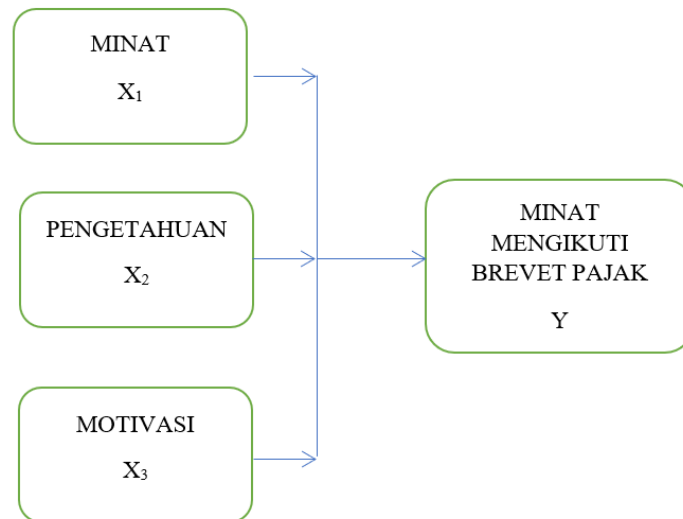 MINAT
X₁
PENGETAHUAN
X₂
MOTIVASI
X₃
MINAT
MENGIKUTI
BREVET PAJAK
Y